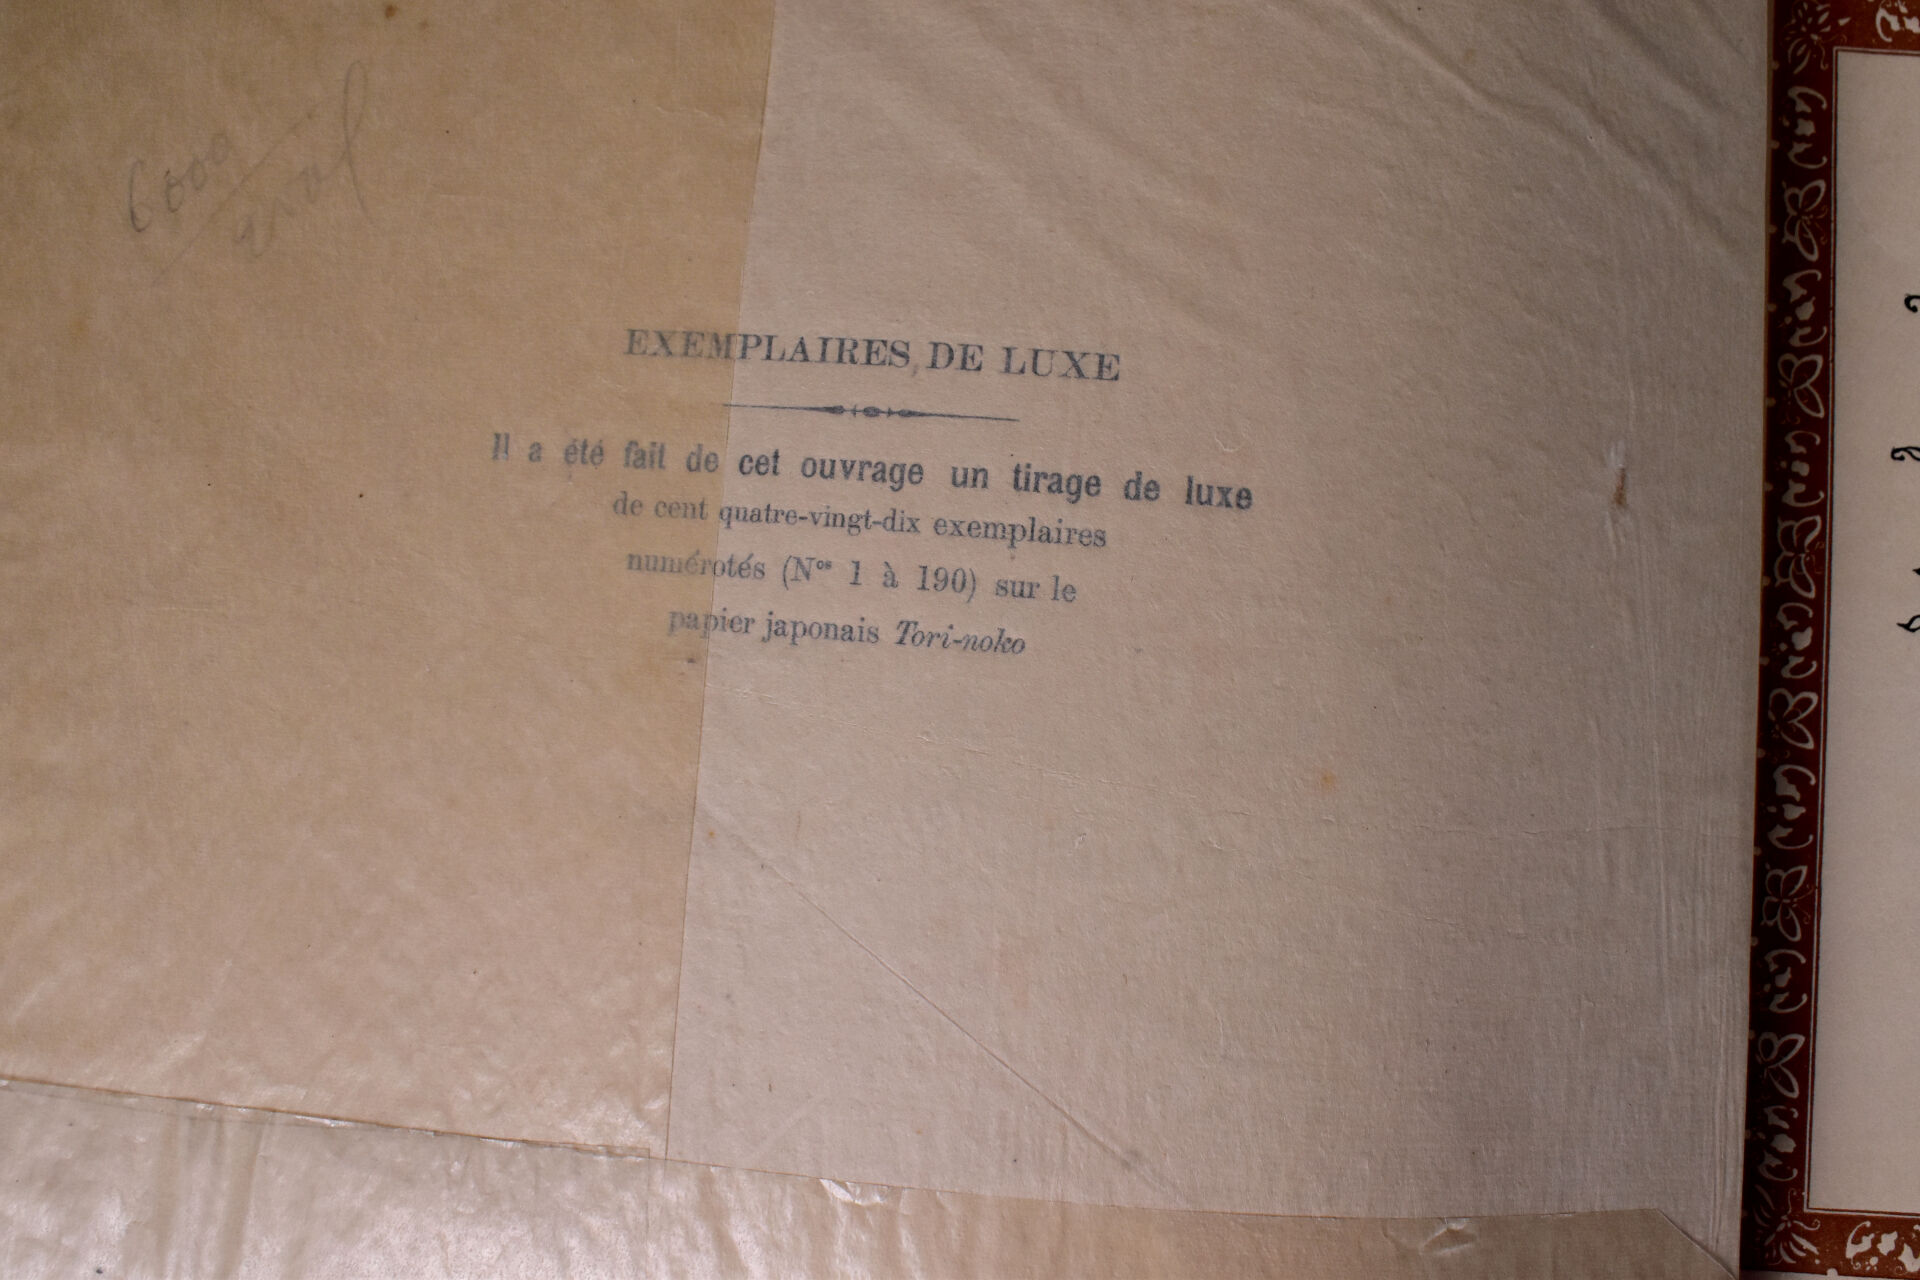 6000
EXEMPLAIRES DE LUXE
Il a été fait de cet ouvrage un tirage de luxe
de cent quatre-vingt-dix exemplaires
numérotés (Nos 1 à 190) sur le
papier japonais Tori-noko